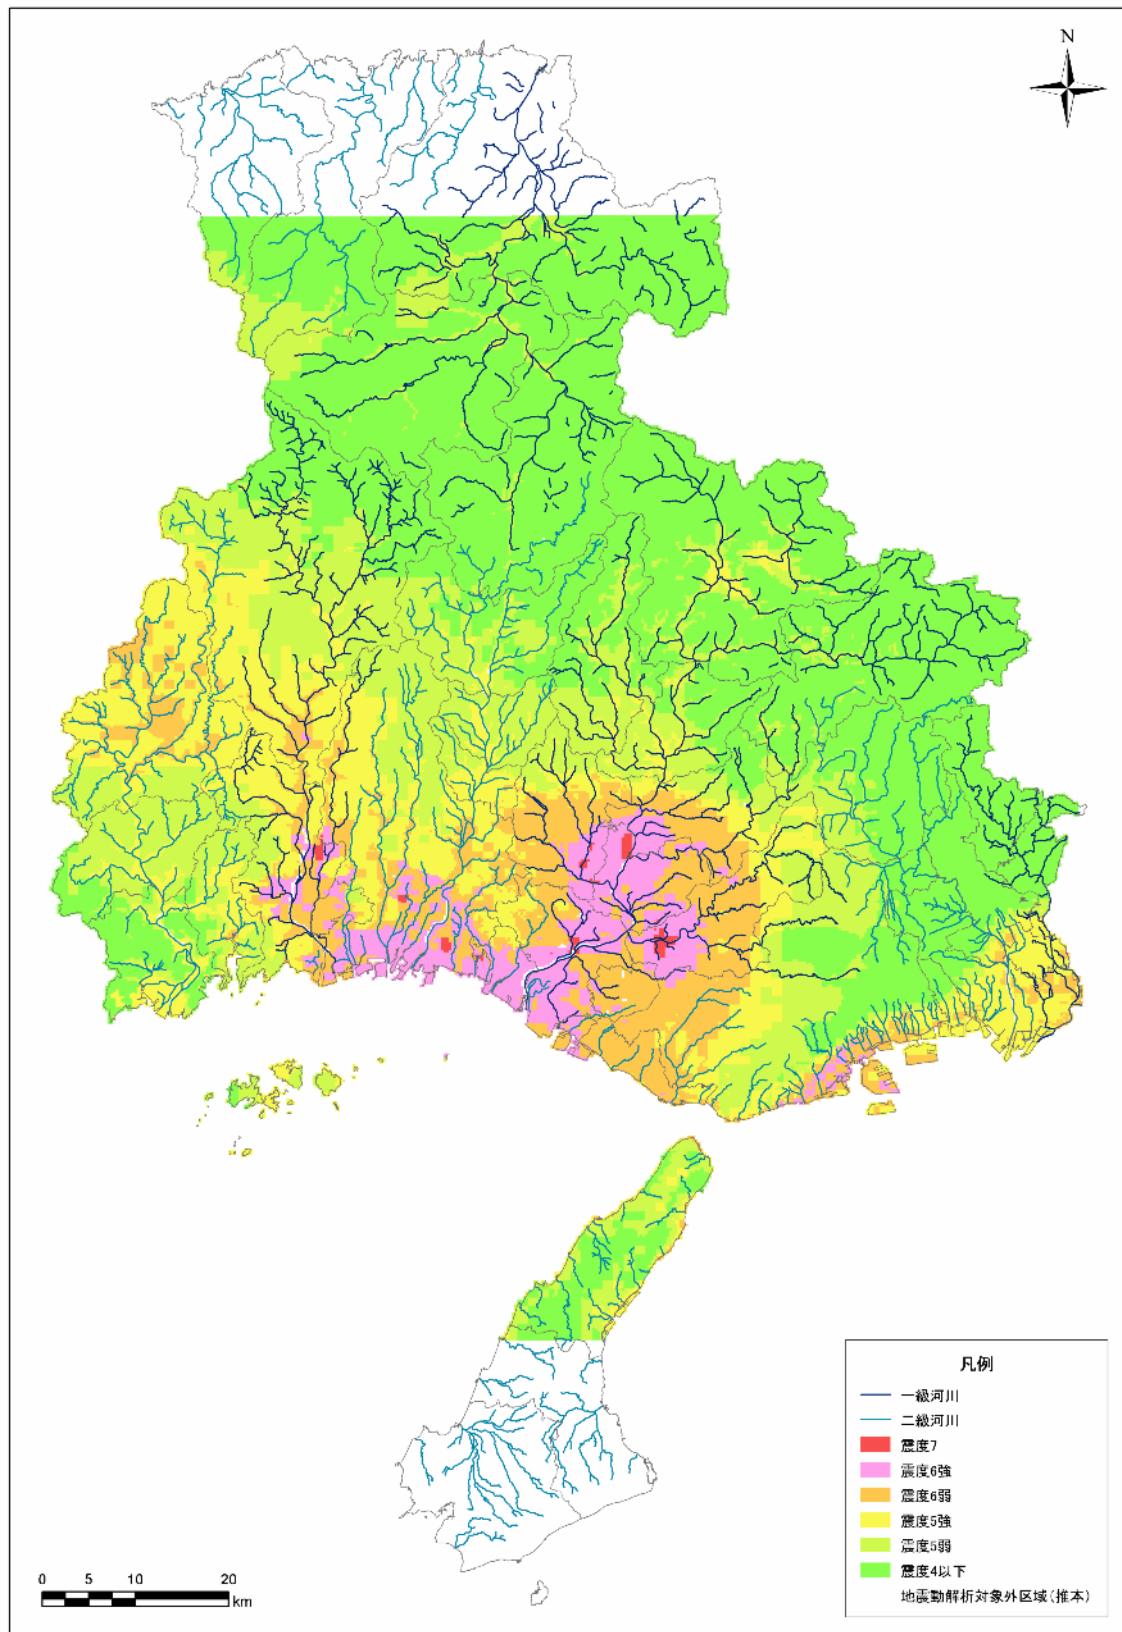 N
凡例
一級河川
二級河川
震度7
震度6強
震度6弱
震度5強
震度5弱
震度4以下
地震動解析対象外区域(推本)
0 5 10 20
km